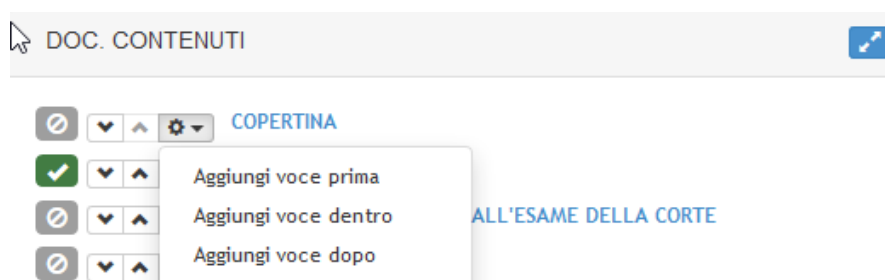 DOC. CONTENUTI
COPERTINA
Aggiungi voce prima
Aggiungi voce dentro
ALL'ESAME DELLA CORTE
Aggiungi voce dopo